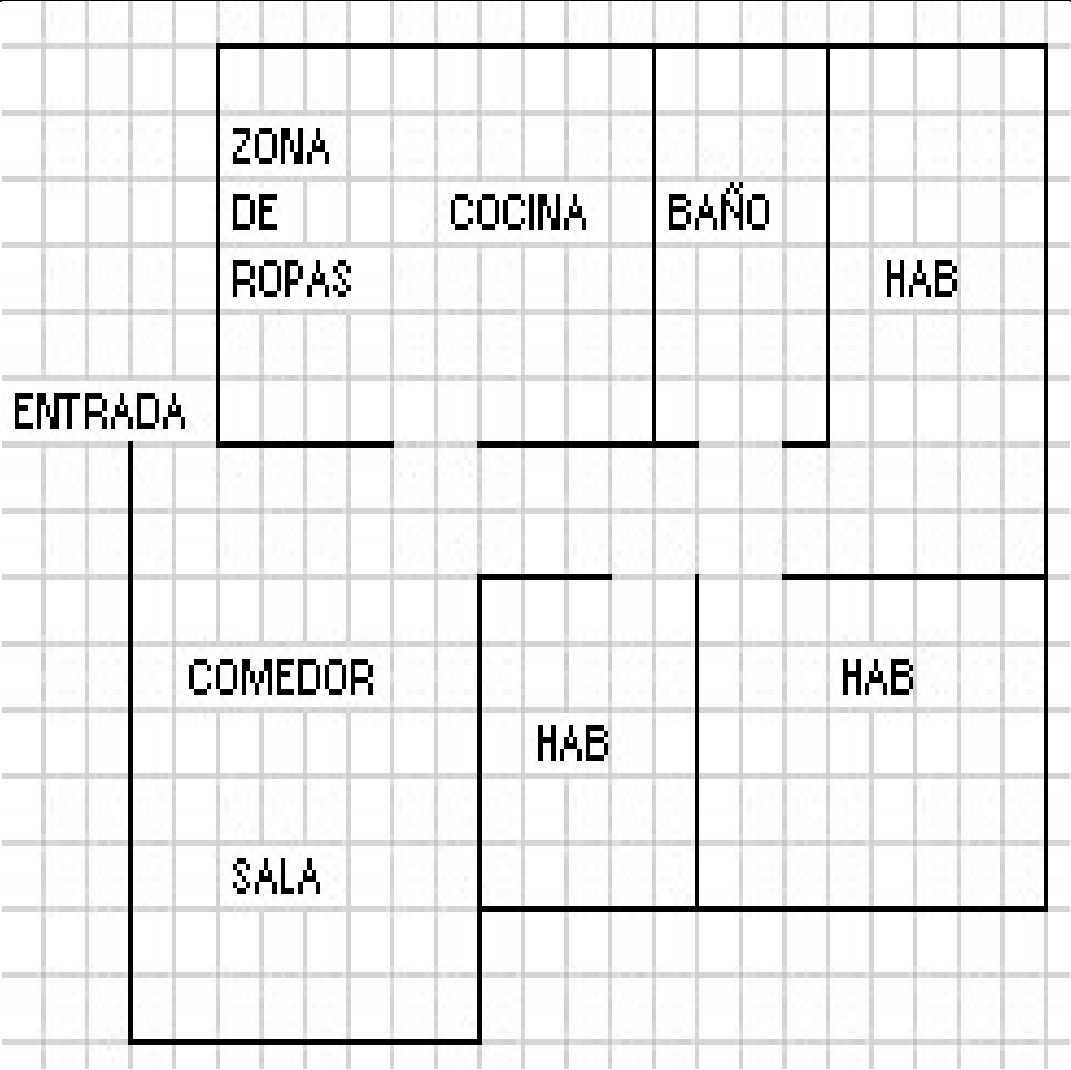 ZONA
DE
ROPAS
COCINA
BAÑO
HAB
ENTRADA
COMEDOR
HAB
HAB
SALA